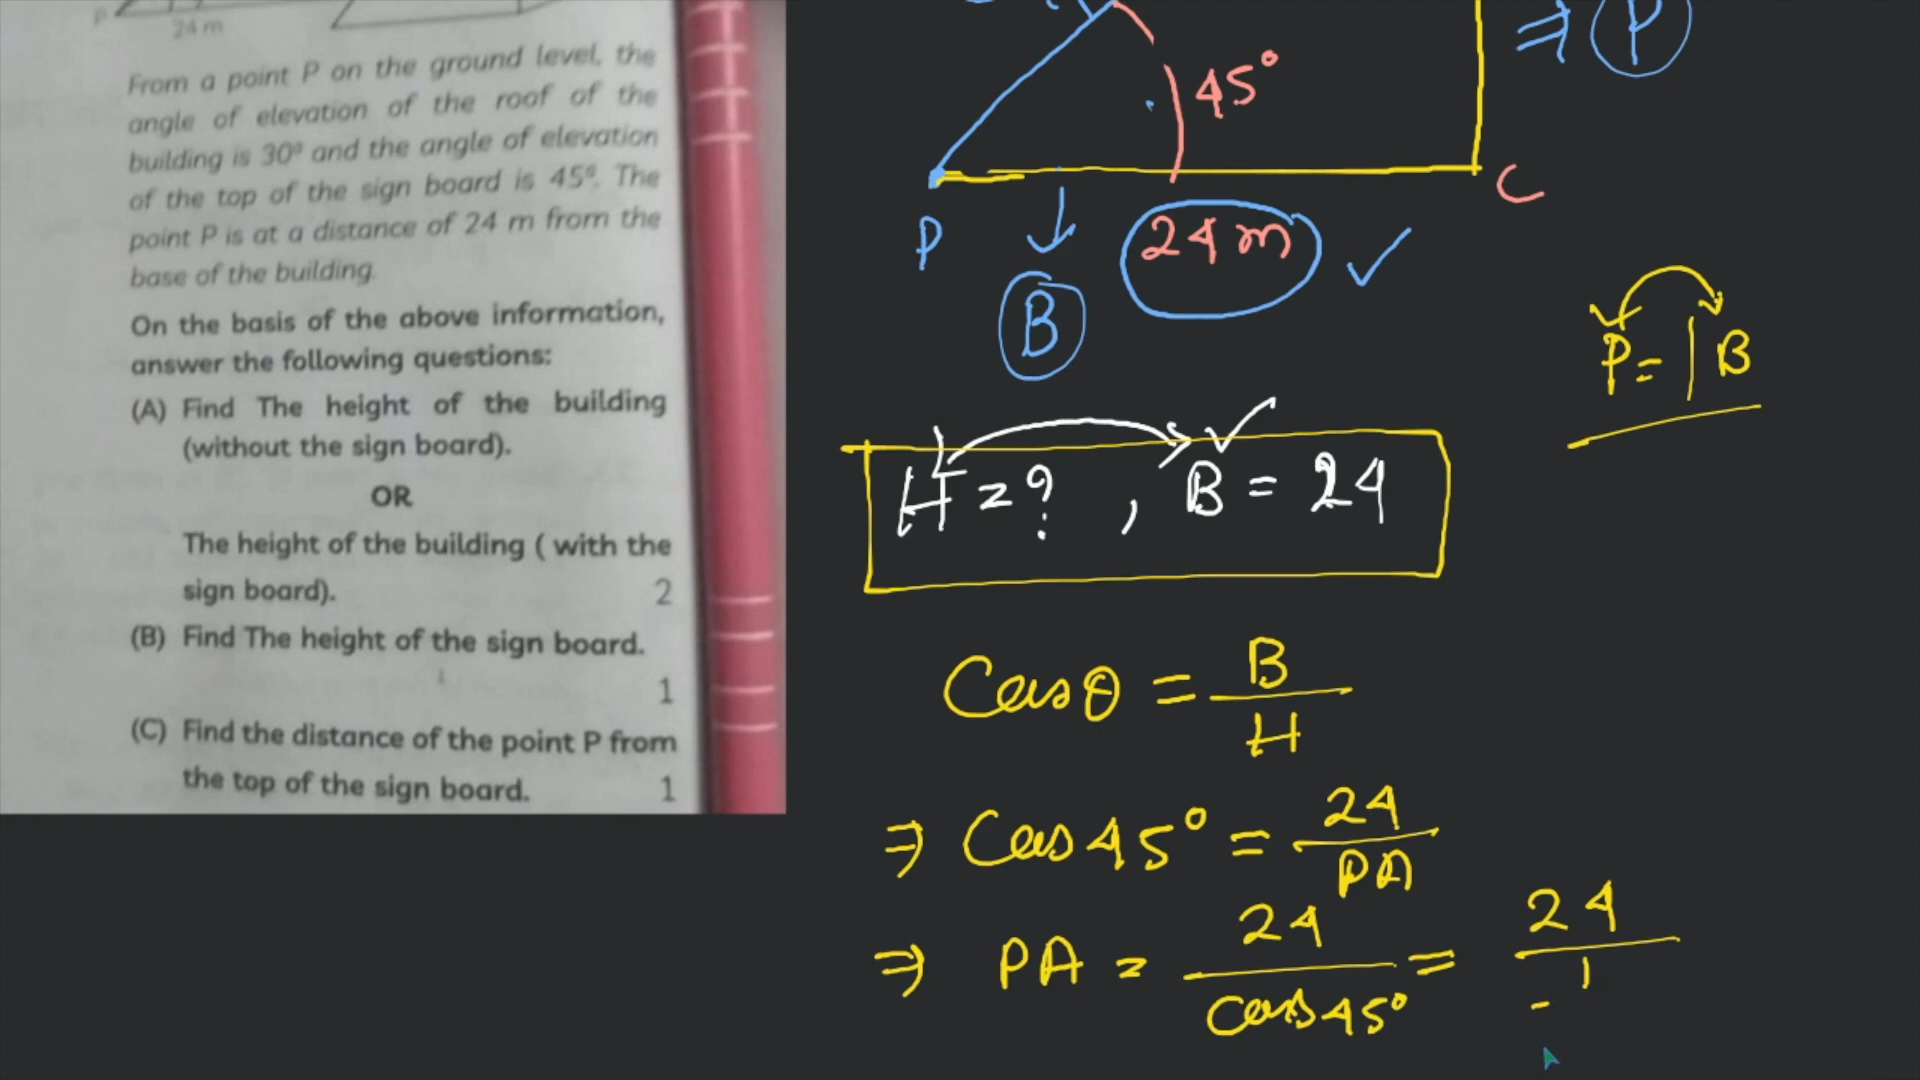 P
24 m
From a point P on the ground level, the
angle of elevation of the roof of the
building is 30° and the angle of elevation
of the top of the sign board is 45°. The
point P is at a distance of 24 m from the
base of the building.
On the basis of the above information,
answer the following questions:
(A) Find The height of the building
(without the sign board).
OR
The height of the building ( with the
sign board). 2
(B) Find The height of the sign board.
1
(C) Find the distance of the point P from
the top of the sign board. 1
45°
⇒ P
C
P
24 m ✓
B
P = | B
H = ? , B = 24
Cosθ = B/H
⇒ Cos 45° = 24/PA
⇒ PA = 24/cos 45° = 24/1